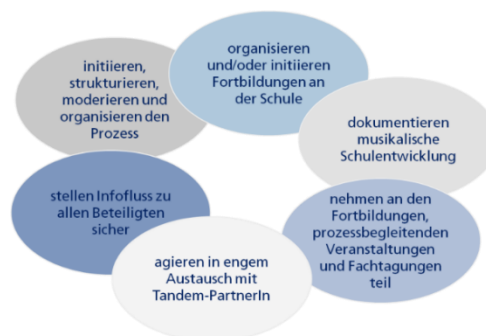 organisieren
und/oder initiieren
Fortbildungen an
der Schule
initiieren,
strukturieren,
moderieren und
organisieren den
Prozess
dokumentieren
musikalische
Schulentwicklung
stellen Infofluss zu
allen Beteiligten
sicher
nehmen an den
Fortbildungen,
prozessbegleitenden
Veranstaltungen
und Fachtagungen
teil
agieren in engem
Austausch mit
Tandem-PartnerIn